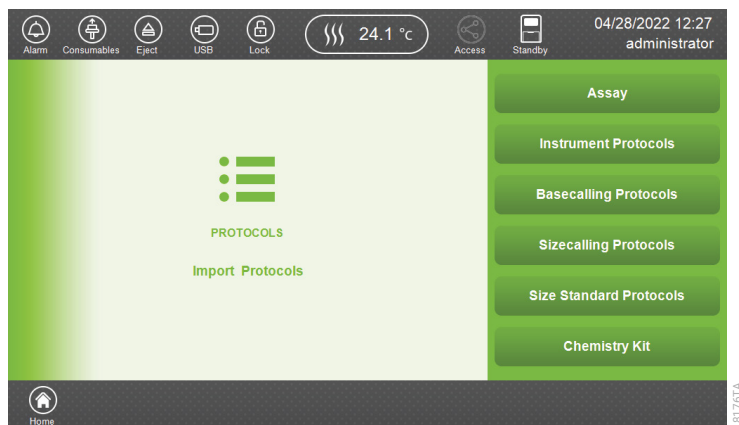 Alarm
Consumables
Eject
USB
Lock
24.1 °c
Access
Standby
04/28/2022 12:27
administrator
PROTOCOLS
Import Protocols
Assay
Instrument Protocols
Basecalling Protocols
Sizecalling Protocols
Size Standard Protocols
Chemistry Kit
Home
8176TA